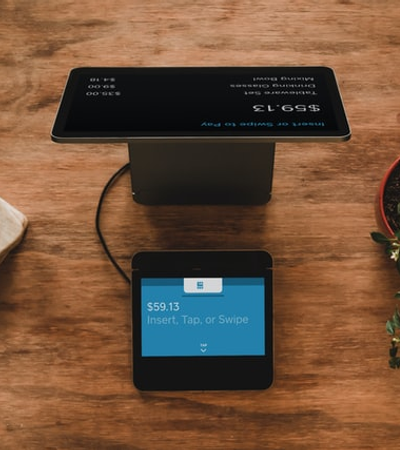 Insert or Swipe to Pay
$59.13
Tableware Set $35.00
Drinking Glasses $9.00
Mixing Bowl $4.18
$59.13
Insert, Tap, or Swipe
TAP